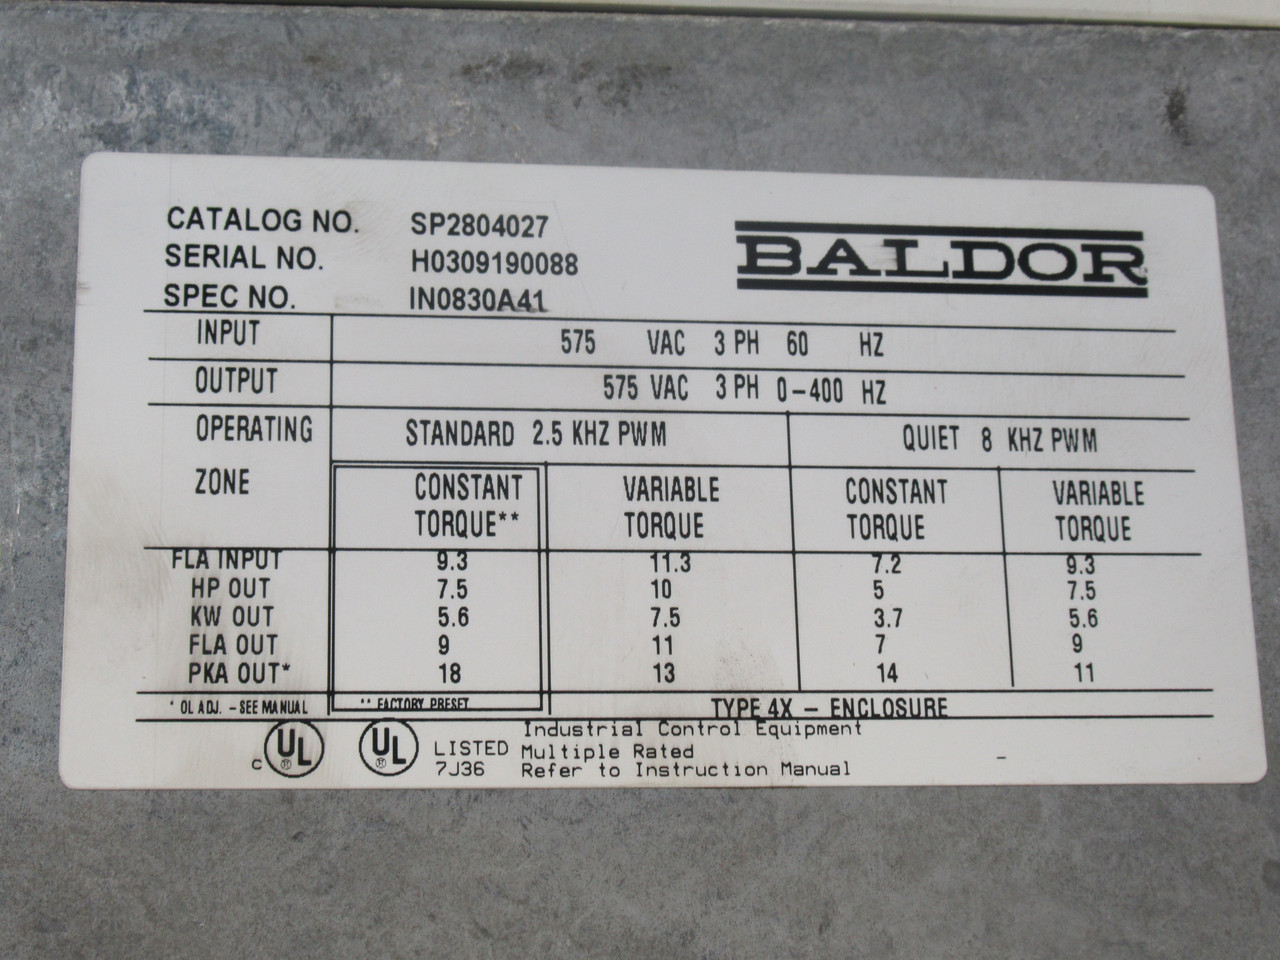 CATALOG NO. SP2804027
SERIAL NO. H0309190088
SPEC NO. IN0830A41
BALDOR
INPUT 575 VAC 3 PH 60 HZ
OUTPUT 575 VAC 3 PH 0-400 HZ
OPERATING STANDARD 2.5 KHZ PWM QUIET 8 KHZ PWM
ZONE CONSTANT VARIABLE CONSTANT VARIABLE
TORQUE** TORQUE TORQUE TORQUE
FLA INPUT 9.3 11.3 7.2 9.3
HP OUT 7.5 10 5 7.5
KW OUT 5.6 7.5 3.7 5.6
FLA OUT 9 11 7 9
PKA OUT* 18 13 14 11
* OL ADJ. - SEE MANUAL ** FACTORY PRESET TYPE 4X - ENCLOSURE
Industrial Control Equipment
C UL ® UL ® LISTED Multiple Rated
7J36 Refer to Instruction Manual -